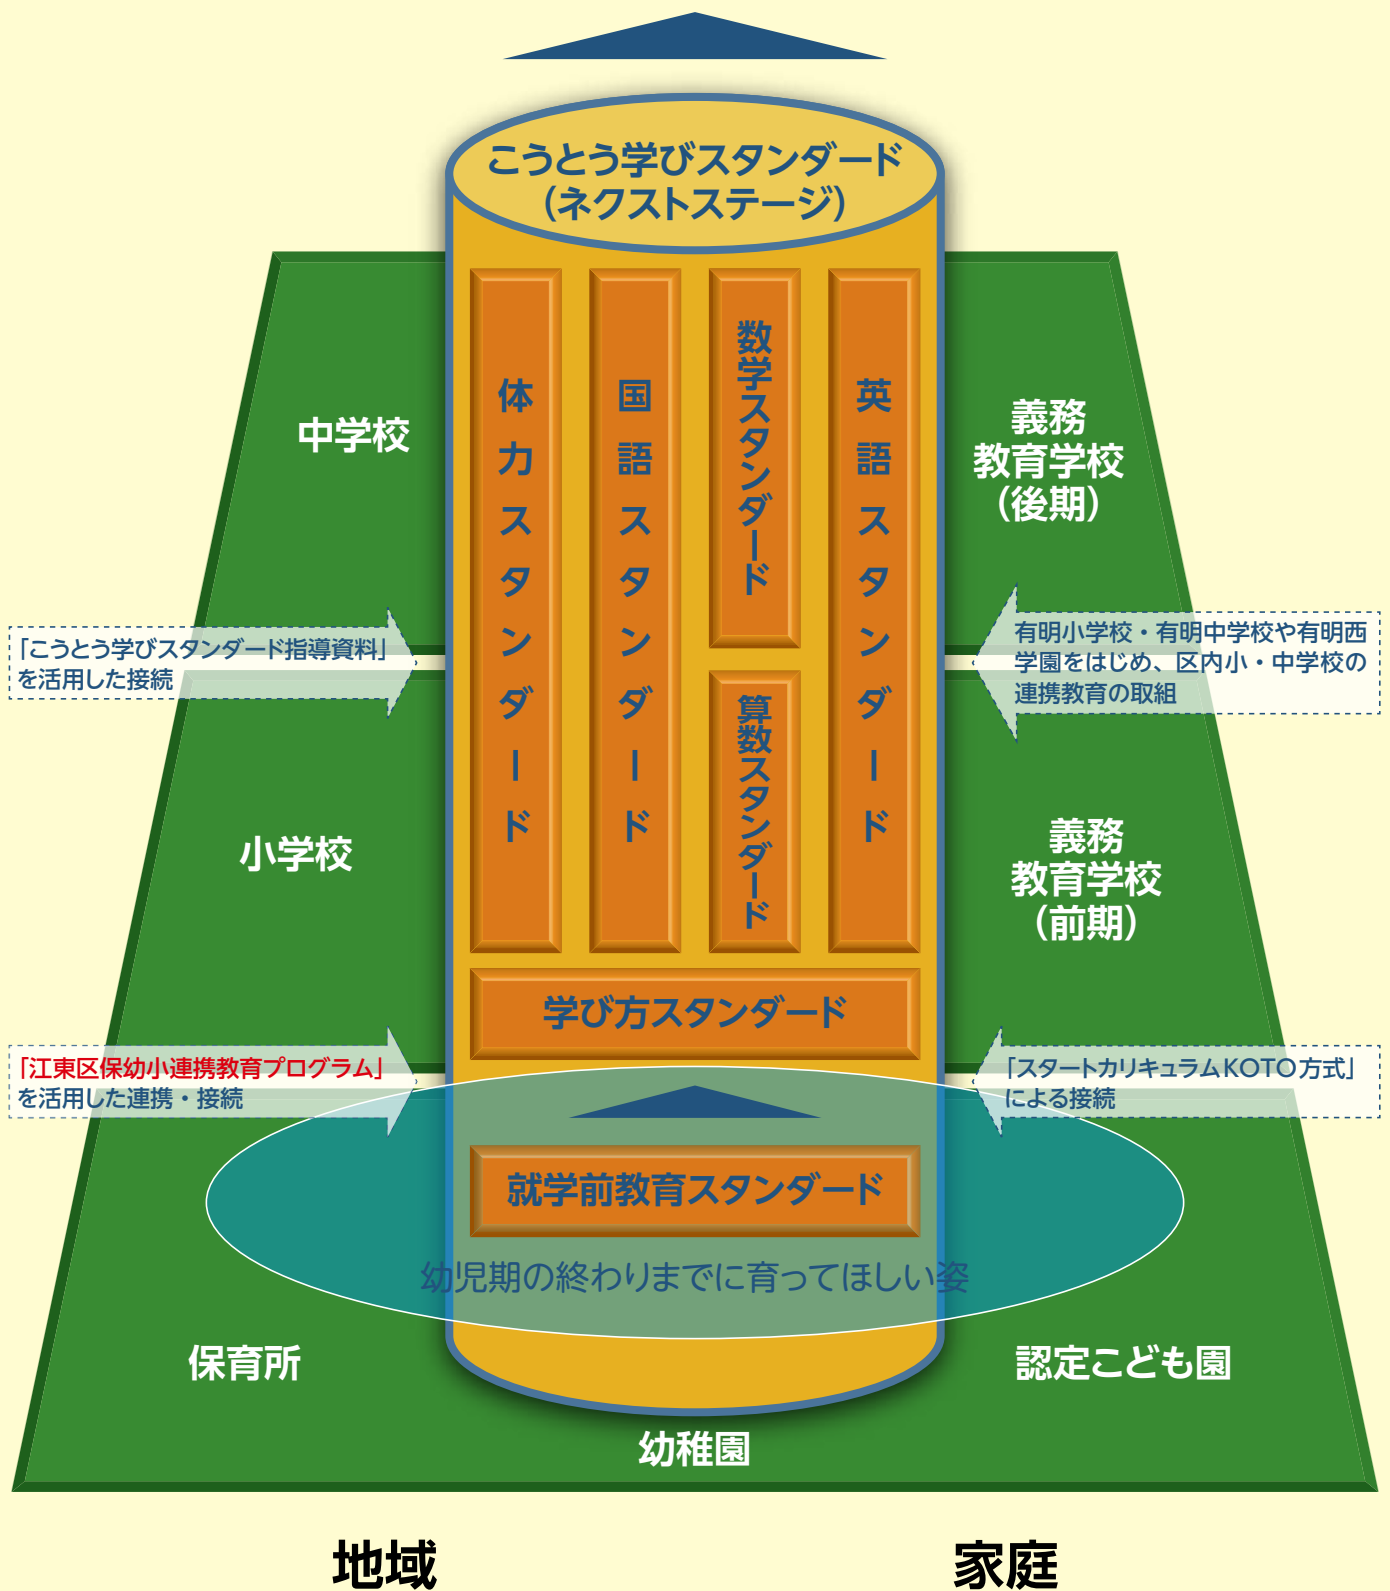 こうとう学びスタンダード
（ネクストステージ）
体力スタンダード
国語スタンダード
数学スタンダード
英語スタンダード
中学校
義務
教育学校
（後期）
「こうとう学びスタンダード指導資料」
を活用した接続
有明小学校・有明中学校や有明西
学園をはじめ、区内小・中学校の
連携教育の取組
算数スタンダード
小学校
義務
教育学校
（前期）
学び方スタンダード
「江東区保幼小連携教育プログラム」
を活用した連携・接続
「スタートカリキュラムKOTO方式」
による接続
就学前教育スタンダード
幼児期の終わりまでに育ってほしい姿
保育所
認定こども園
幼稚園
地域
家庭